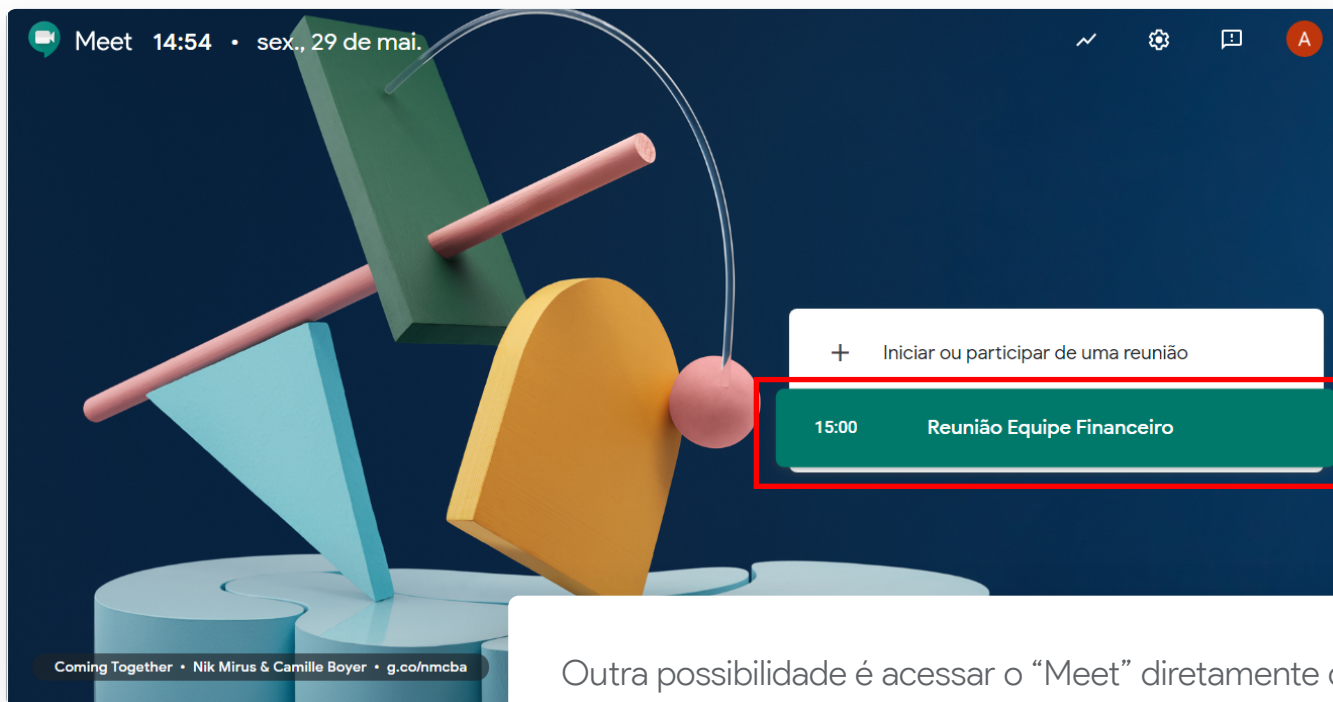 Meet 14:54 • sex., 29 de mai.
A
Iniciar ou participar de uma reunião
15:00 Reunião Equipe Financeiro
Coming Together • Nik Mirus & Camille Boyer • g.co/nmcba
Outra possibilidade é acessar o “Meet” diretamente